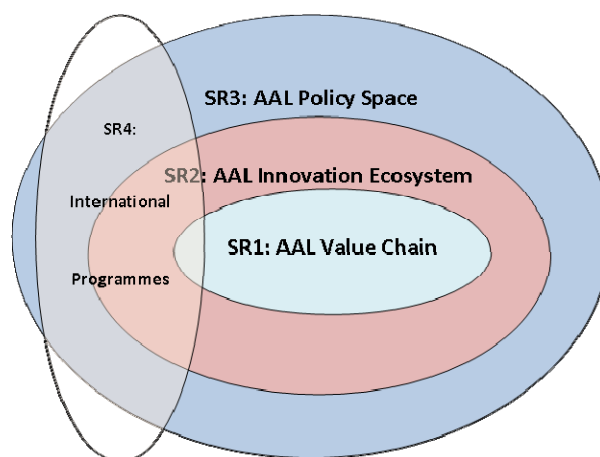 SR3: AAL Policy Space
SR4:
SR2: AAL Innovation Ecosystem
International
SR1: AAL Value Chain
Programmes